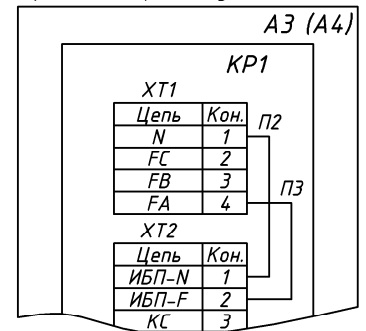 А3 (А4)
КР1
ХТ1
Цепь Кон.
N 1
FC 2
FB 3
FA 4
П2
П3
ХТ2
Цепь Кон.
ИБП-N 1
ИБП-F 2
КС 3